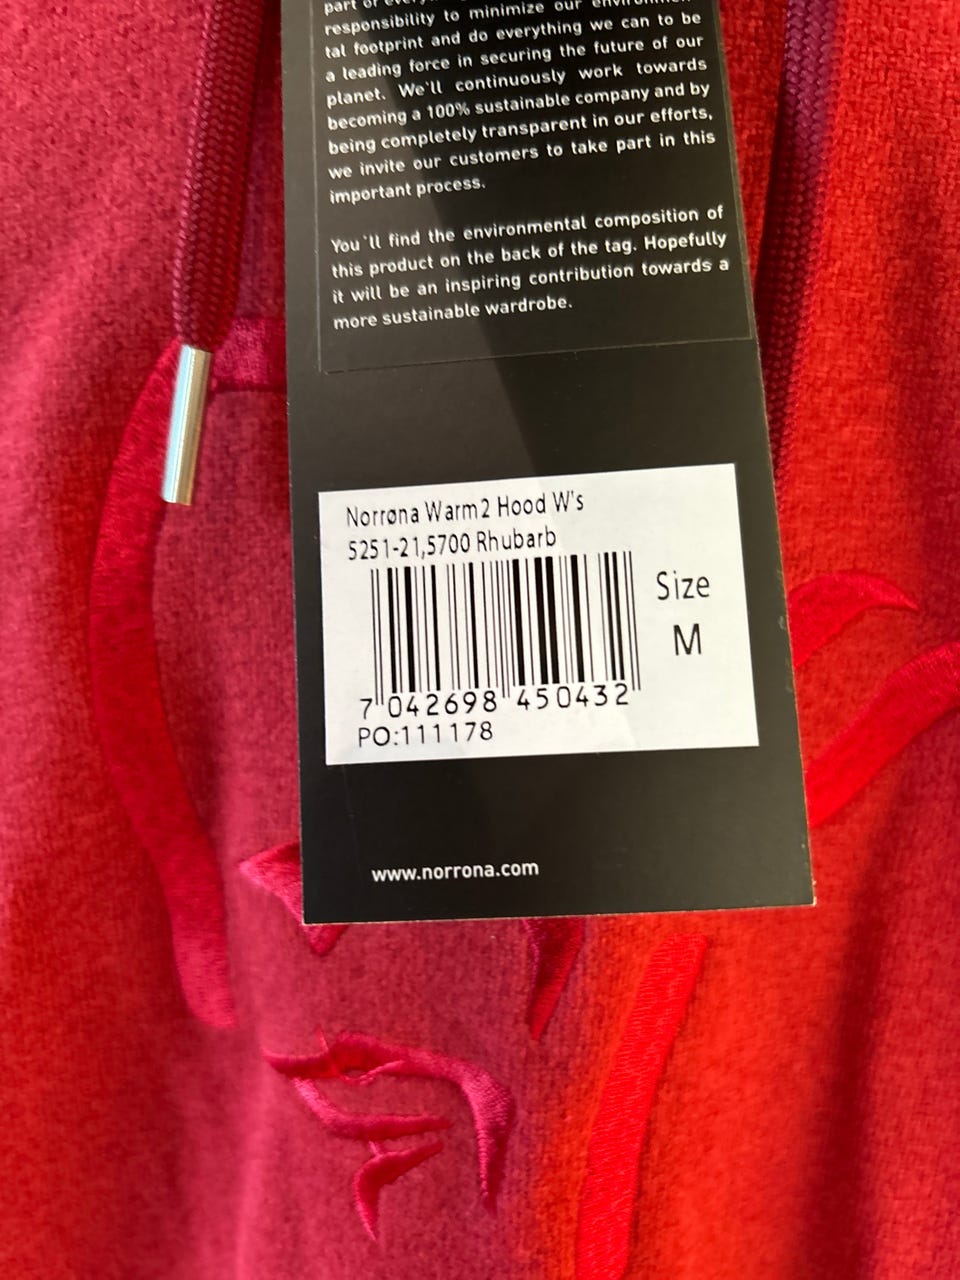 part of
responsibility to minimize our environmen-
tal footprint and do everything we can to be
a leading force in securing the future of our
planet. We'll continuously work towards
becoming a 100% sustainable company and by
being completely transparent in our efforts,
we invite our customers to take part in this
important process.
You'll find the environmental composition of
this product on the back of the tag. Hopefully
it will be an inspiring contribution towards a
more sustainable wardrobe.
Norrøna Warm2 Hood W's
5251-21,5700 Rhubarb
Size
M
7 042698 450432
PO:111178
www.norrona.com